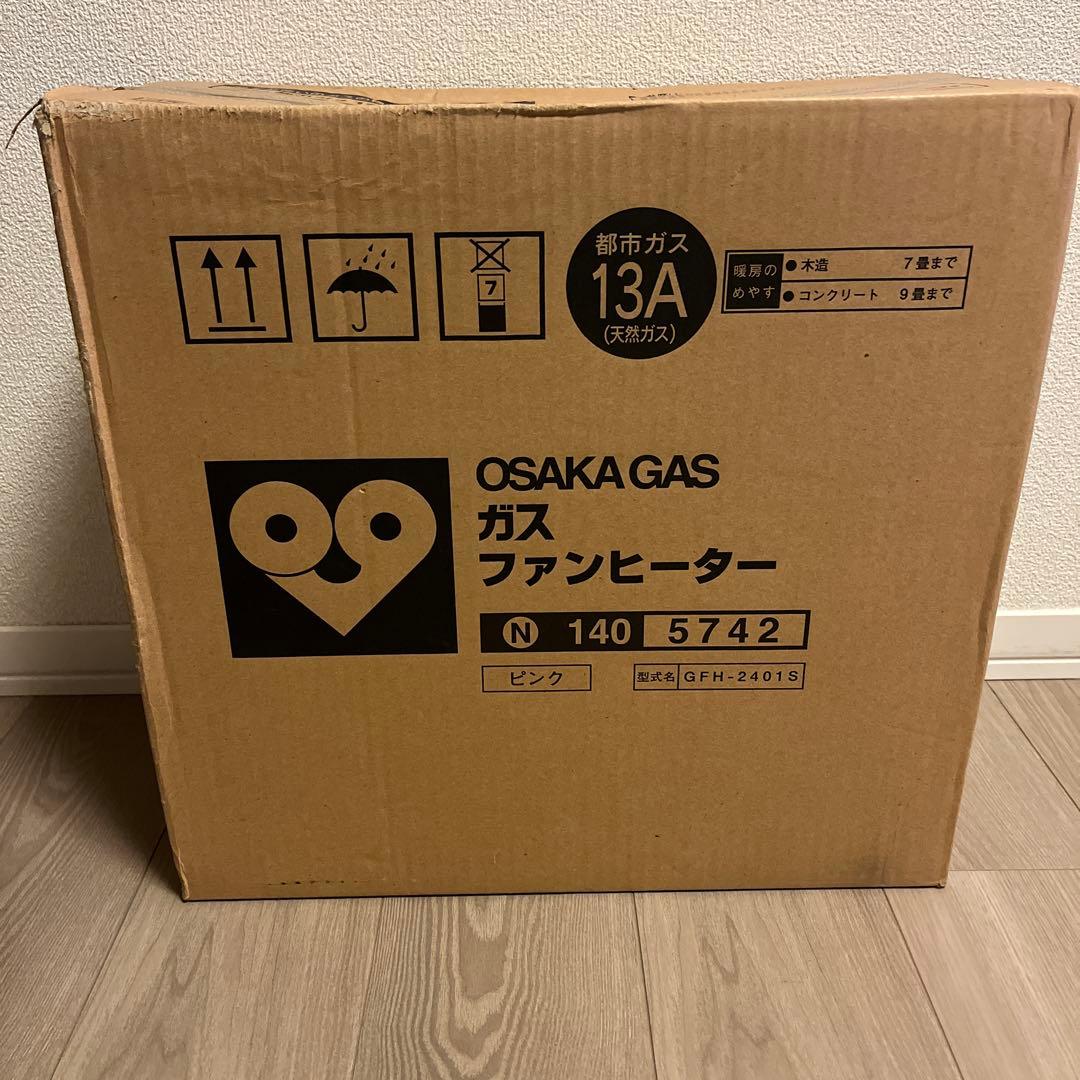 7
都市ガス
13A
(天然ガス)
暖房の
めやす
●木造 7畳まで
●コンクリート 9畳まで
OSAKA GAS
ガス
ファンヒーター
N 140 5742
ピンク
型式名 GFH-2401S